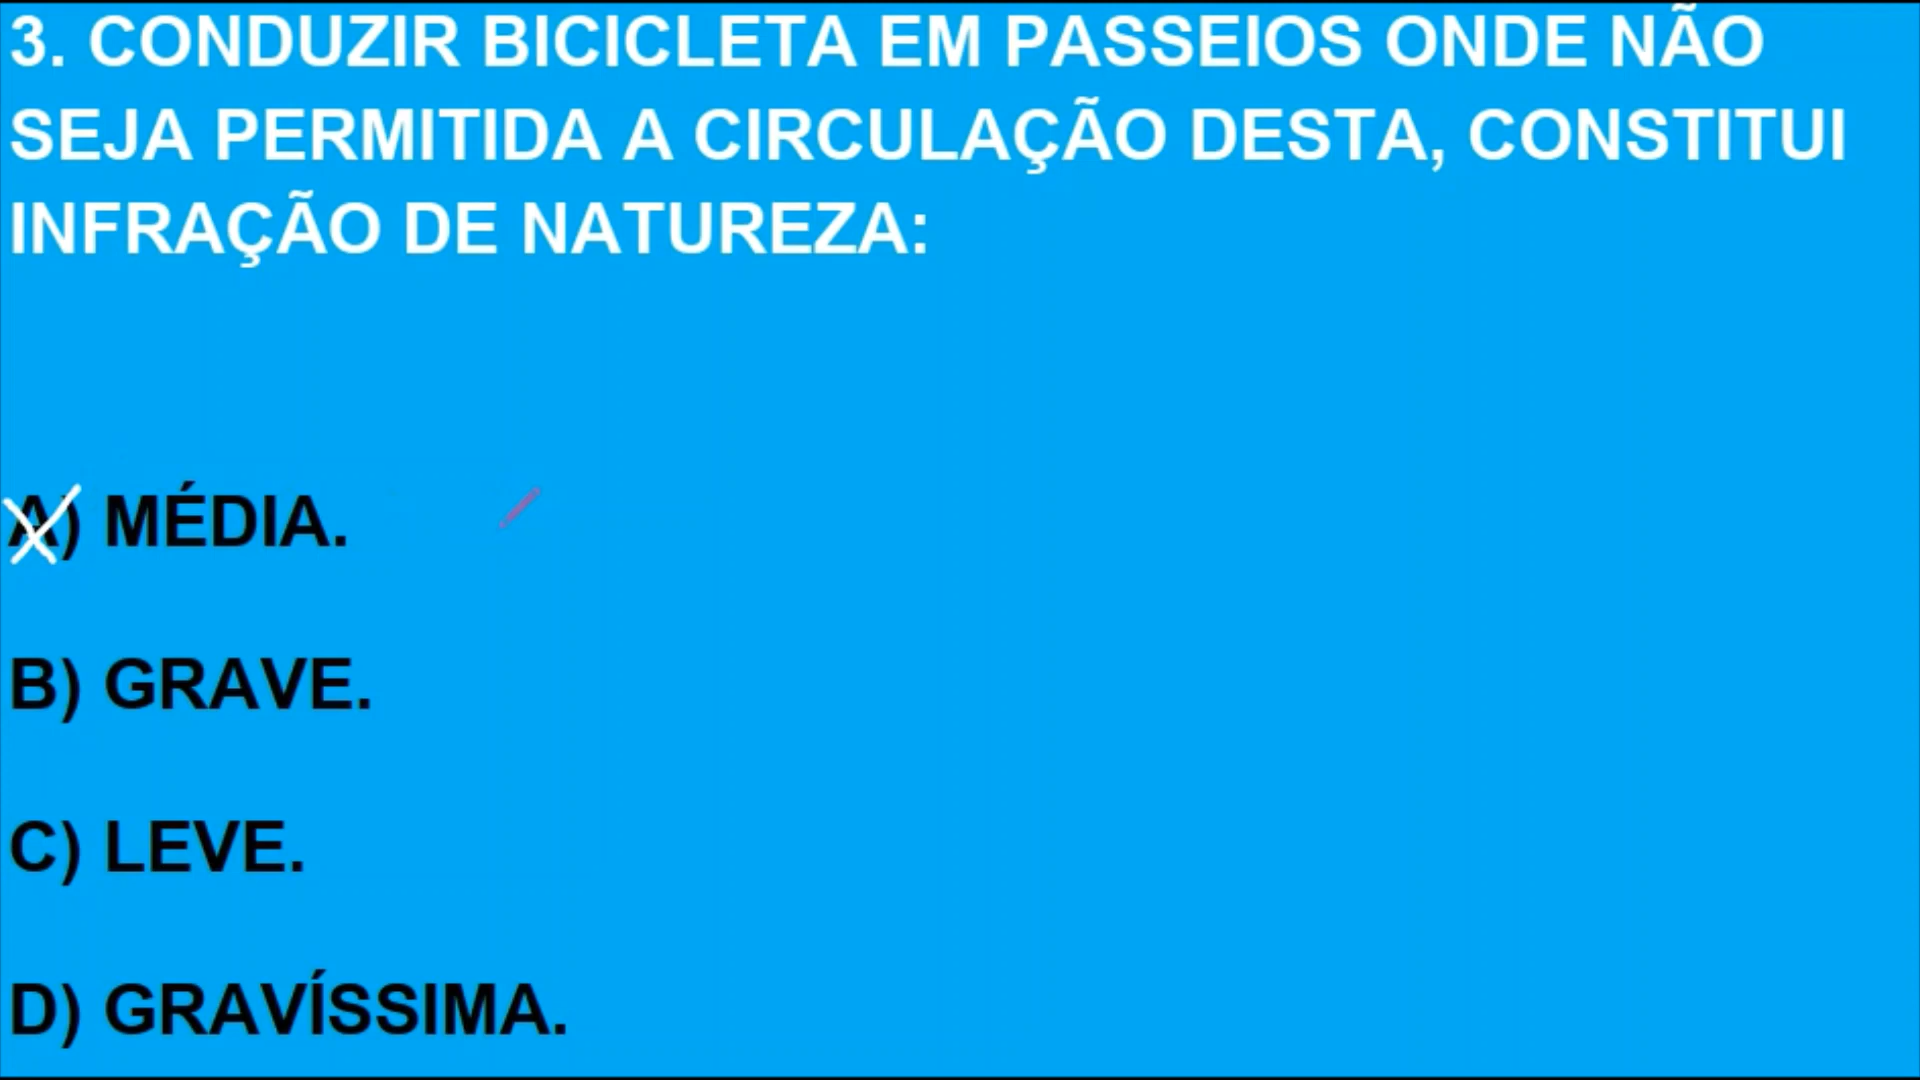 3. CONDUZIR BICICLETA EM PASSEIOS ONDE NÃO
SEJA PERMITIDA A CIRCULAÇÃO DESTA, CONSTITUI
INFRAÇÃO DE NATUREZA:
A) MÉDIA.
B) GRAVE.
C) LEVE.
D) GRAVÍSSIMA.